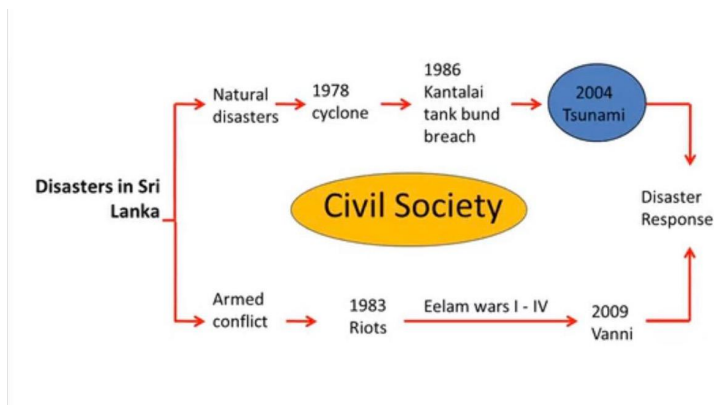 Disasters in Sri
Lanka
Natural
disasters
1978
cyclone
1986
Kantalai
tank bund
breach
2004
Tsunami
Civil Society
Disaster
Response
Armed
conflict
1983
Riots
Eelam wars I - IV
2009
Vanni